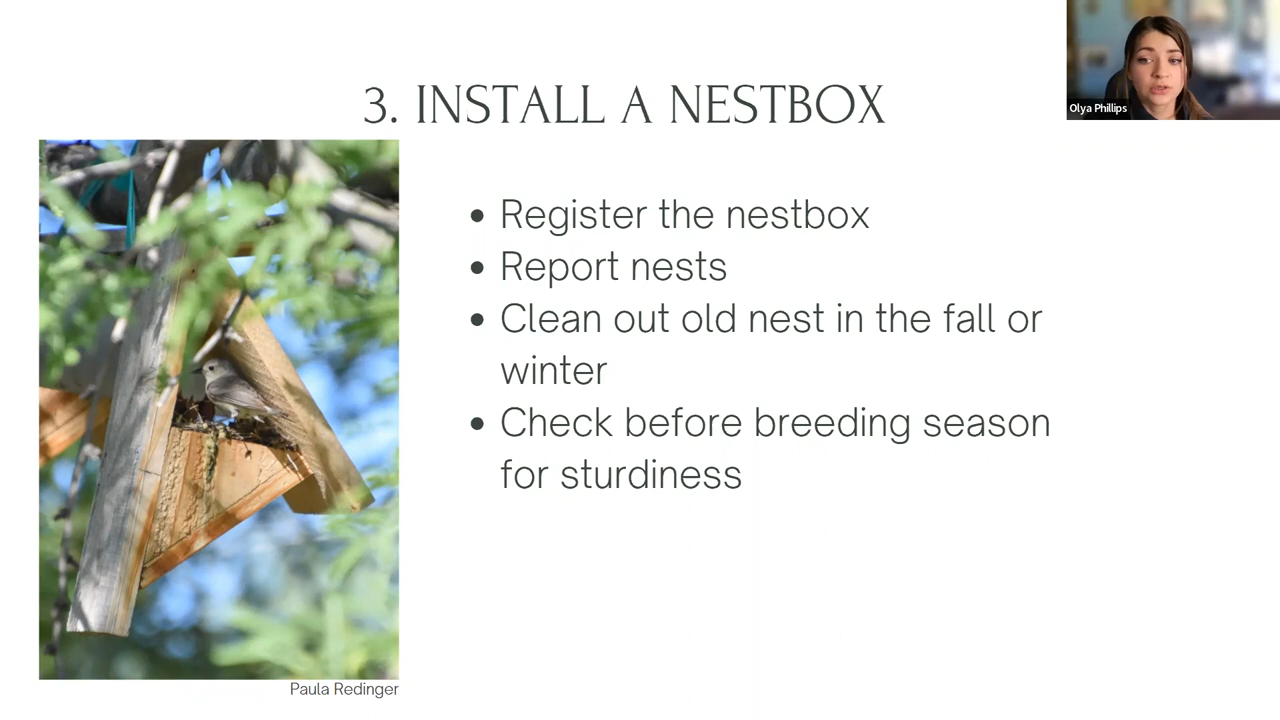 Olya Phillips
3. INSTALL A NESTBOX
Register the nestbox
Report nests
Clean out old nest in the fall or
winter
Check before breeding season
for sturdiness
Paula Redinger